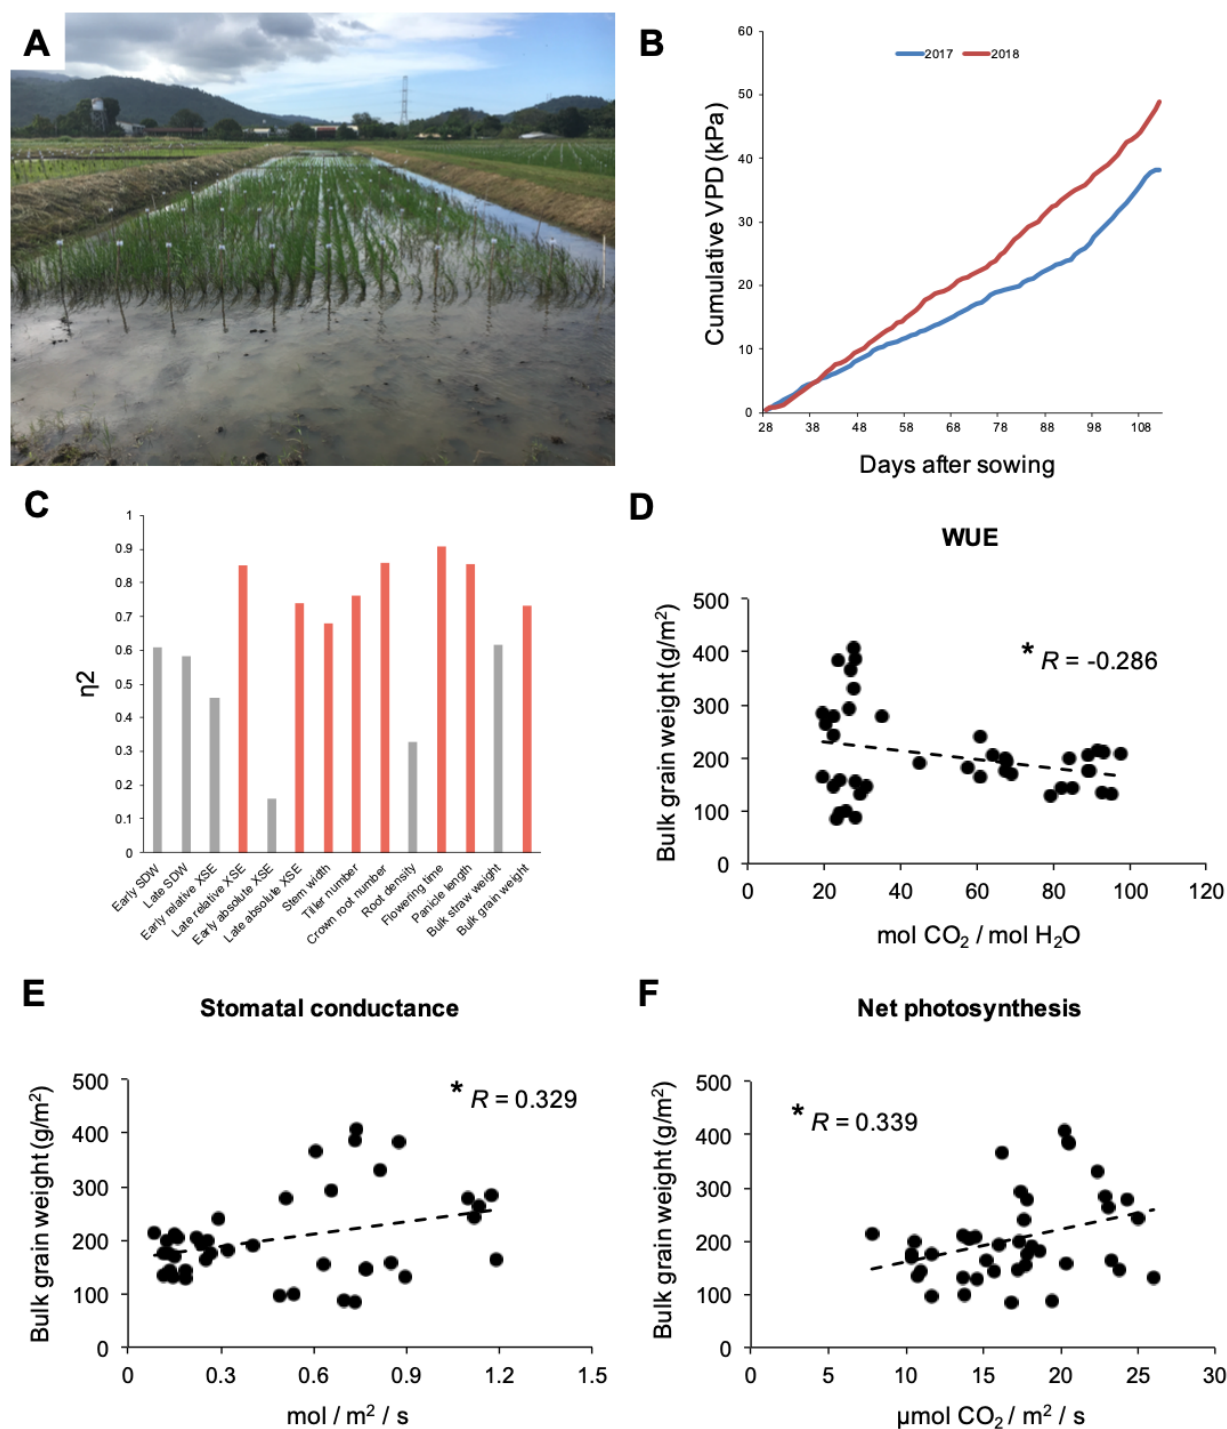 A
B
60
2017 2018
50
40
30
20
10
0
28 38 48 58 68 78 88 98 108
Cumulative VPD (kPa)
Days after sowing
C
1
0.9
0.8
0.7
0.6
0.5
0.4
0.3
0.2
0.1
0
η2
Early SDW
Late SDW
Early relative XSE
Late relative XSE
Early absolute XSE
Late absolute XSE
Stem width
Tiller number
Crown root number
Root density
Flowering time
Panicle length
Bulk straw weight
Bulk grain weight
D
WUE
500
400
300
200
100
0
* R = -0.286
Bulk grain weight (g/m²)
0 20 40 60 80 100 120
mol CO₂ / mol H₂O
E
Stomatal conductance
500
400
300
200
100
0
* R = 0.329
Bulk grain weight (g/m²)
0 0.3 0.6 0.9 1.2 1.5
mol / m² / s
F
Net photosynthesis
500
400
300
200
100
0
* R = 0.339
Bulk grain weight (g/m²)
0 5 10 15 20 25 30
µmol CO₂ / m² / s